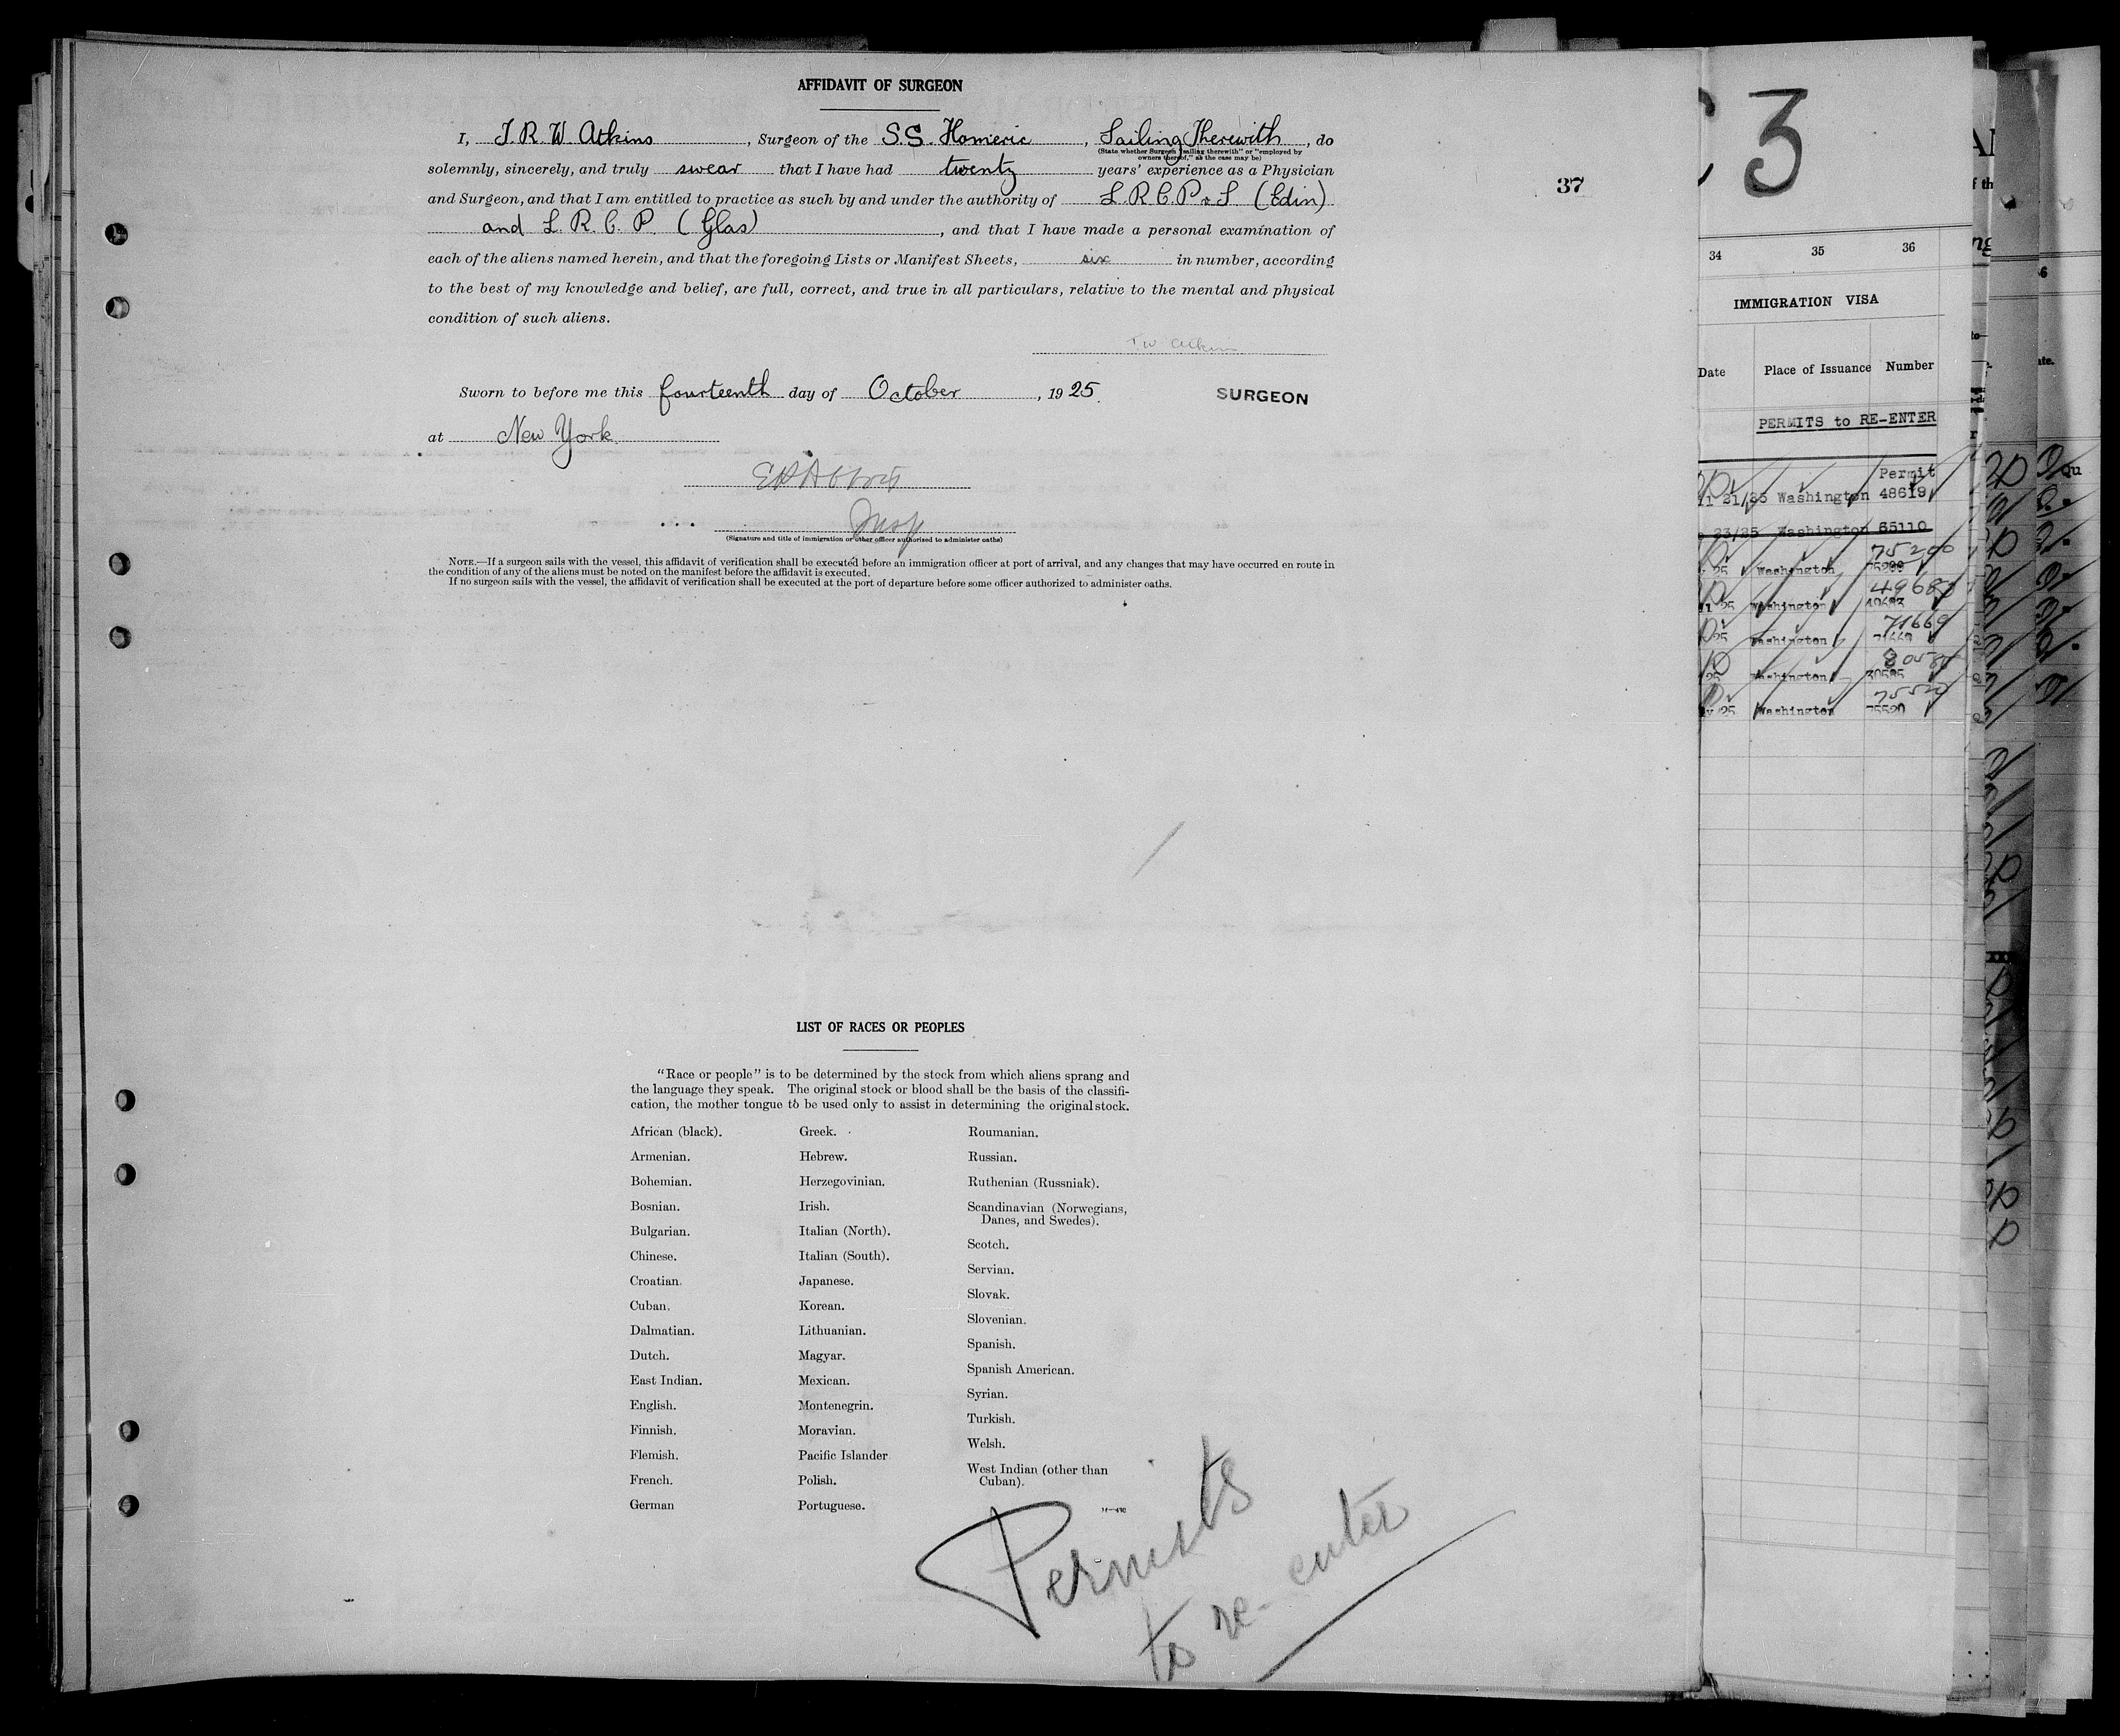 AFFIDAVIT OF SURGEON
I, J. R. W. Atkins, Surgeon of the S.S. Homeric, Sailing Therewith, do
(State whether Surgeon "sailing therewith" or "employed by
owners thereof," as the case may be)
solemnly, sincerely, and truly swear that I have had twenty years' experience as a Physician
and Surgeon, and that I am entitled to practice as such by and under the authority of L.R.C.P. & S (Edin)
and L. R. C. P. (Glas), and that I have made a personal examination of
each of the aliens named herein, and that the foregoing Lists or Manifest Sheets, six in number, according
to the best of my knowledge and belief, are full, correct, and true in all particulars, relative to the mental and physical
condition of such aliens.
Atkins
Sworn to before me this fourteenth day of October, 1925.
SURGEON
at New York
Insp
(Signature and title of immigration or other officer authorized to administer oaths)
NOTE.—If a surgeon sails with the vessel, this affidavit of verification shall be executed before an immigration officer at port of arrival, and any changes that may have occurred en route in
the condition of any of the aliens must be noted on the manifest before the affidavit is executed.
If no surgeon sails with the vessel, the affidavit of verification shall be executed at the port of departure before some officer authorized to administer oaths.
37
LIST OF RACES OR PEOPLES
"Race or people" is to be determined by the stock from which aliens sprang and
the language they speak. The original stock or blood shall be the basis of the classifi-
cation, the mother tongue to be used only to assist in determining the original stock.
African (black).
Armenian.
Bohemian.
Bosnian.
Bulgarian.
Chinese.
Croatian.
Cuban.
Dalmatian.
Dutch.
East Indian.
English.
Finnish.
Flemish.
French.
German
Greek.
Hebrew.
Herzegovinian.
Irish.
Italian (North).
Italian (South).
Japanese.
Korean.
Lithuanian.
Magyar.
Mexican.
Montenegrin.
Moravian.
Pacific Islander
Polish.
Portuguese.
Roumanian.
Russian.
Ruthenian (Russniak).
Scandinavian (Norwegians,
Danes, and Swedes).
Scotch.
Servian.
Slovak.
Slovenian.
Spanish.
Spanish American.
Syrian.
Turkish.
Welsh.
West Indian (other than
Cuban).
Permits
to re-enter
3
34 35 36
IMMIGRATION VISA
Date Place of Issuance Number
PERMITS to RE-ENTER
Permit
21/25 Washington 48619
23/25 Washington 65110
75200
25 Washington
25 Washington
71669
25 Washington 71669
25 Washington
75520
25 Washington 75520